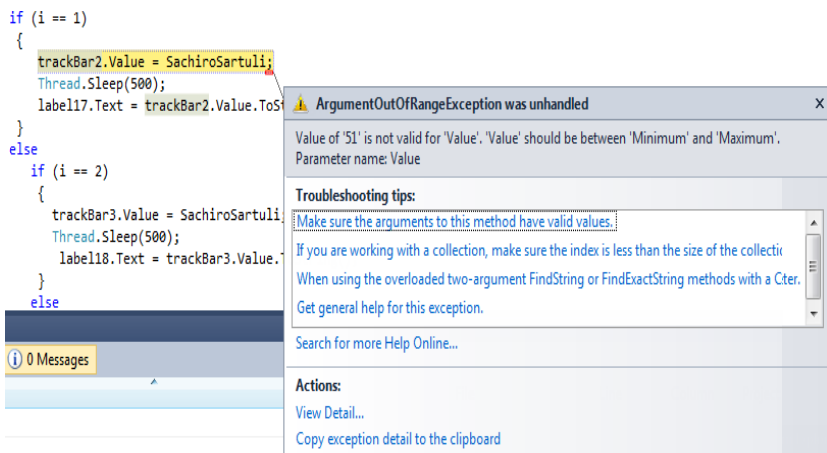 if (i == 1)
{
trackBar2.Value = SachiroSartuli;
Thread.Sleep(500);
label17.Text = trackBar2.Value.ToSt
}
else
if (i == 2)
{
trackBar3.Value = SachiroSartuli;
Thread.Sleep(500);
label18.Text = trackBar3.Value.
}
else
0 Messages
ArgumentOutOfRangeException was unhandled
x
Value of '51' is not valid for 'Value'. 'Value' should be between 'Minimum' and 'Maximum'.
Parameter name: Value
Troubleshooting tips:
Make sure the arguments to this method have valid values.
If you are working with a collection, make sure the index is less than the size of the collectic
When using the overloaded two-argument FindString or FindExactString methods with a
Get general help for this exception.
Search for more Help Online...
Actions:
View Detail...
Copy exception detail to the clipboard